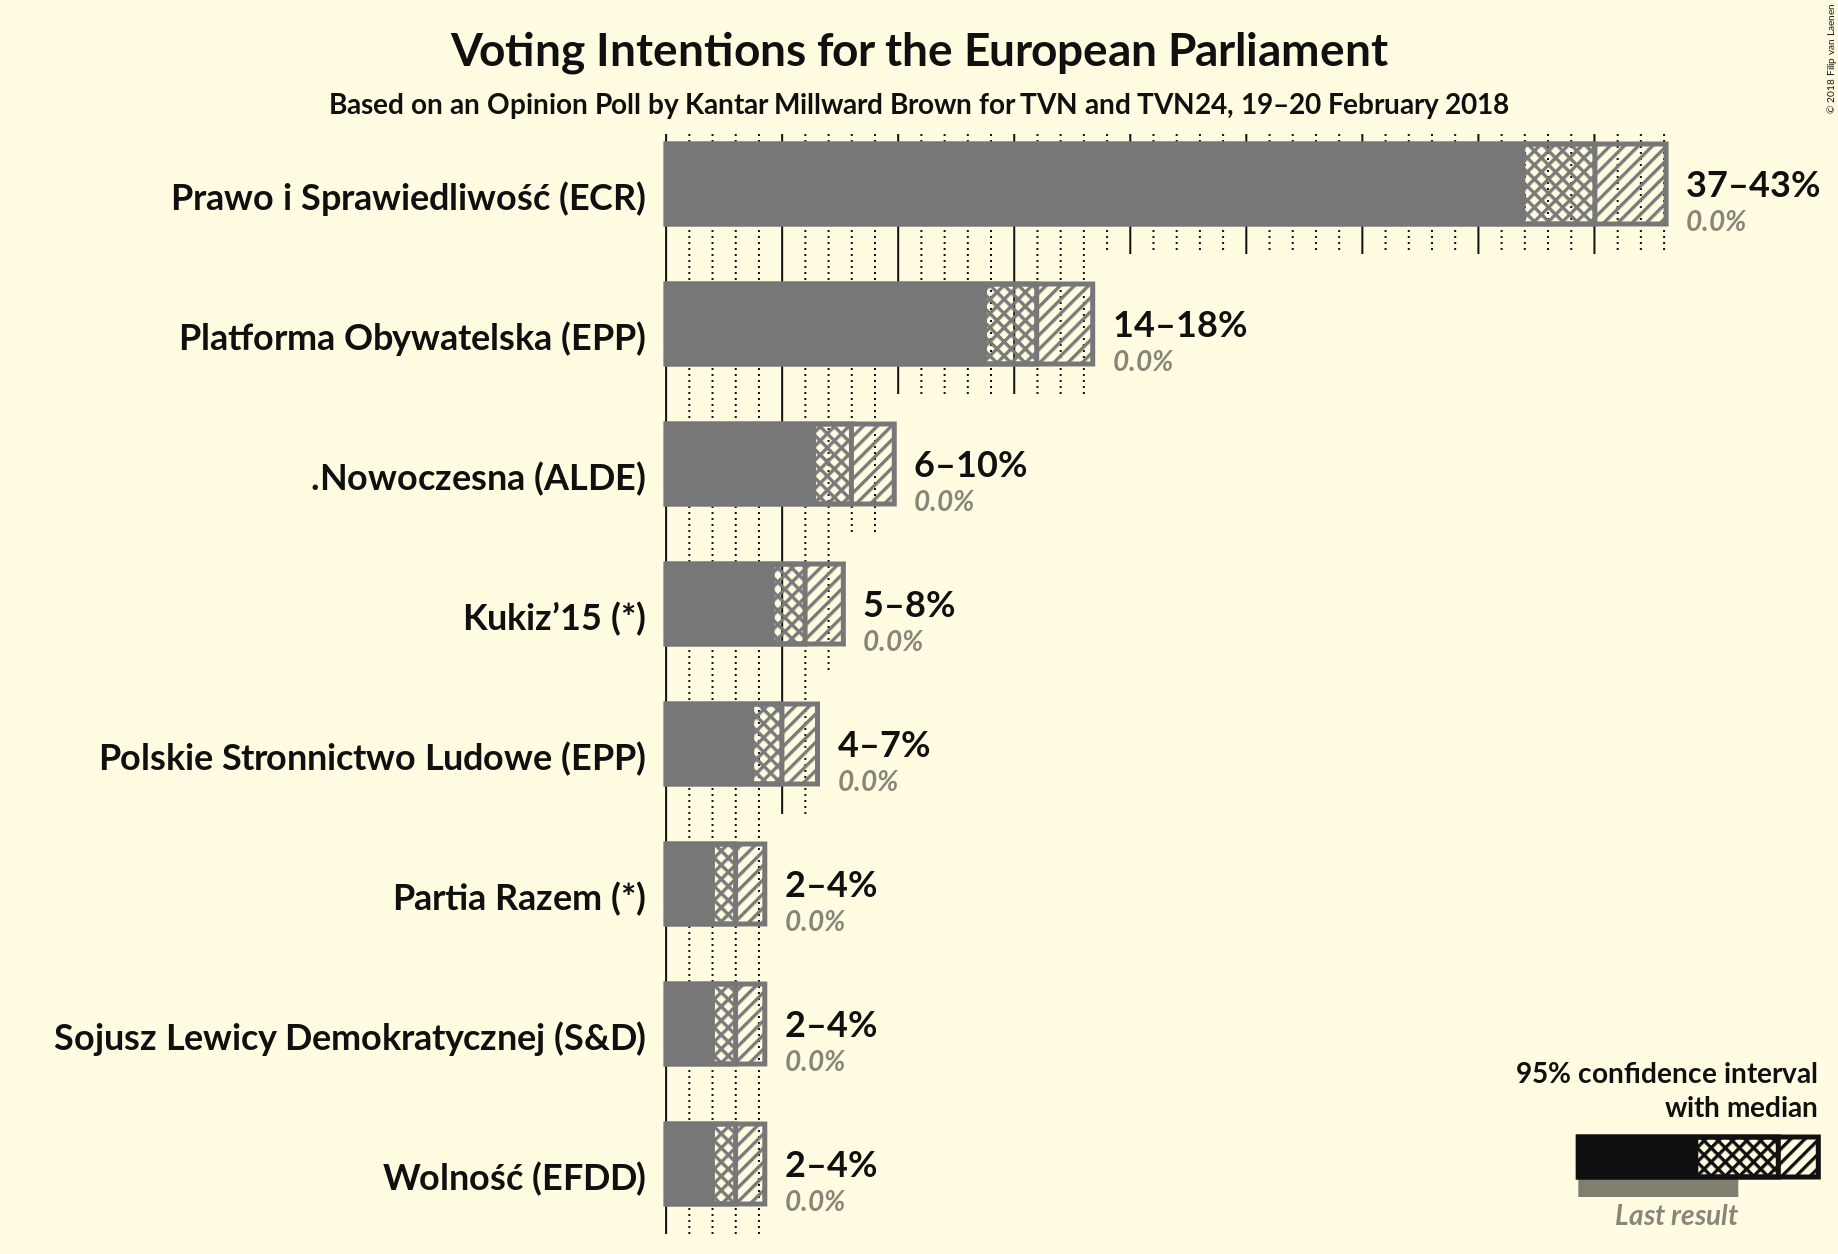 Voting Intentions for the European Parliament
Based on an Opinion Poll by Kantar Millward Brown for TVN and TVN24, 19–20 February 2018
© 2018 Filip van Laenen
Prawo i Sprawiedliwość (ECR)
37–43%
0.0%
Platforma Obywatelska (EPP)
14–18%
0.0%
.Nowoczesna (ALDE)
6–10%
0.0%
Kukiz’15 (*)
5–8%
0.0%
Polskie Stronnictwo Ludowe (EPP)
4–7%
0.0%
Partia Razem (*)
2–4%
0.0%
Sojusz Lewicy Demokratycznej (S&D)
2–4%
0.0%
Wolność (EFDD)
2–4%
0.0%
95% confidence interval
with median
Last result